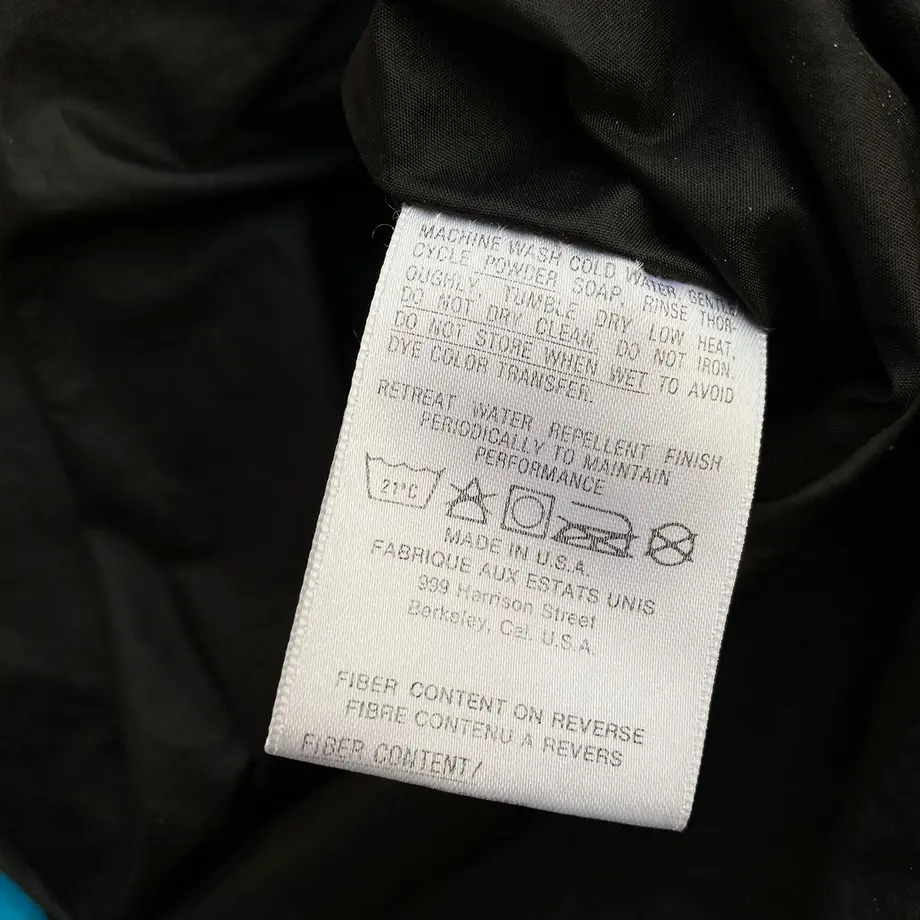 MACHINE WASH COLD WATER, GENTLE
CYCLE POWDER SOAP, RINSE THOR-
OUGHLY, TUMBLE DRY LOW HEAT,
DO NOT DRY CLEAN. DO NOT IRON.
DO NOT STORE WHEN WET TO AVOID
DYE COLOR TRANSFER.
RETREAT WATER REPELLENT FINISH
PERIODICALLY TO MAINTAIN
PERFORMANCE
21°C
MADE IN U.S.A.
FABRIQUE AUX ESTATS UNIS
999 Harrison Street
Berkeley, Cal. U.S.A.
FIBER CONTENT ON REVERSE
FIBRE CONTENU A REVERS
FIBER CONTENT/